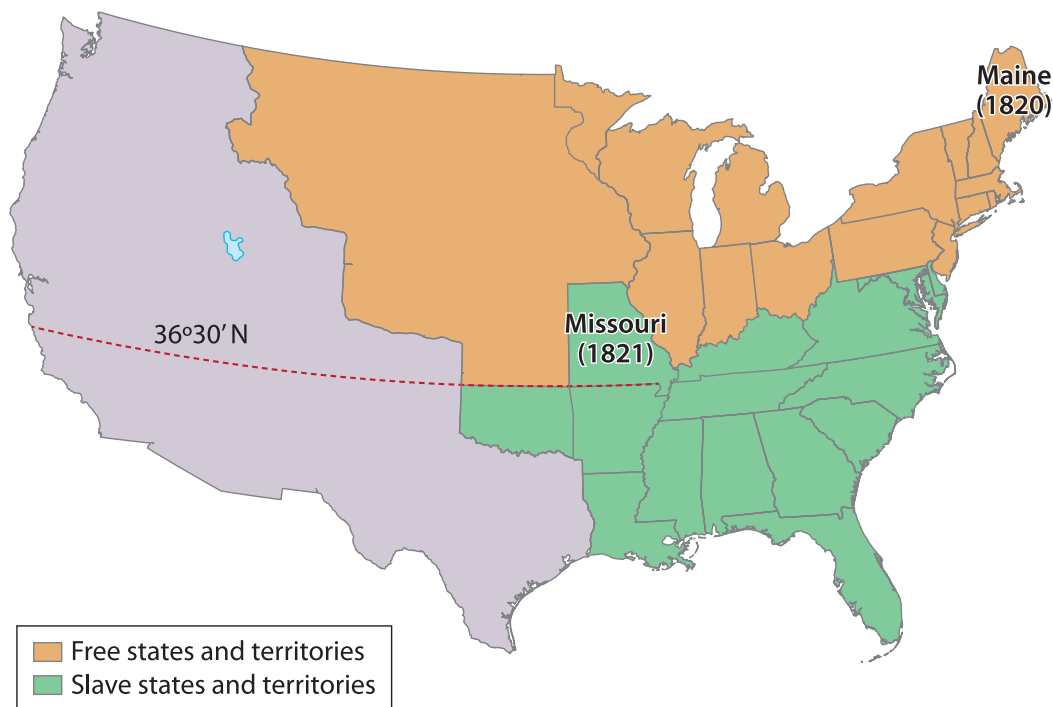 Maine
(1820)
36º30′ N
Missouri
(1821)
Free states and territories
Slave states and territories